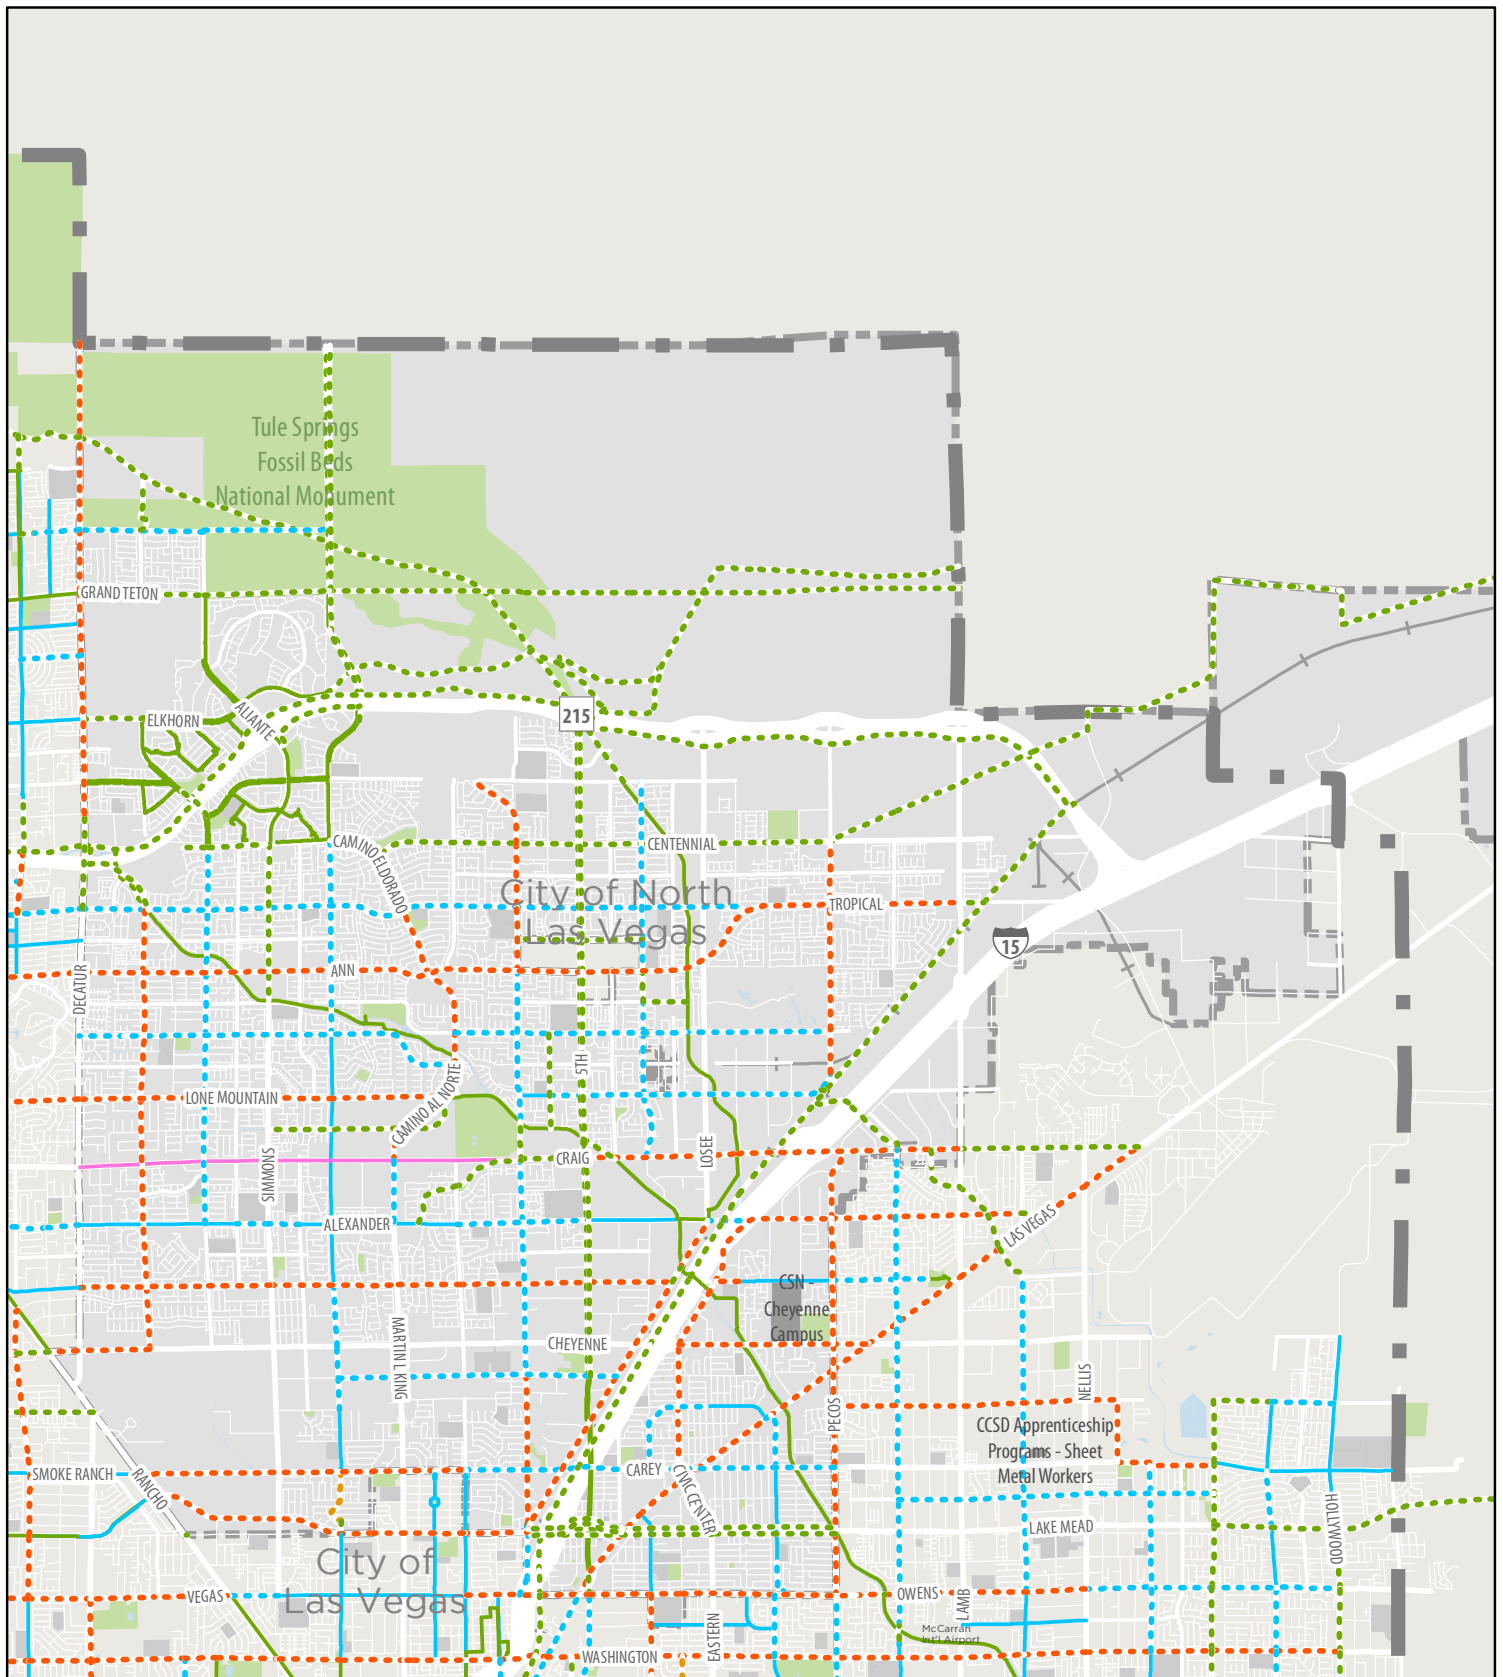 Tule Springs
Fossil Beds
National Monument
GRAND TETON
ELKHORN
ALIANTE
215
CAMINO ELDORADO
CENTENNIAL
City of North
Las Vegas
TROPICAL
15
ANN
DECATUR
5TH
LONE MOUNTAIN
CAMINO AL NORTE
SIMMONS
CRAIG
LOSEE
ALEXANDER
LAS VEGAS
CSN -
Cheyenne
Campus
CHEYENNE
MARTIN L KING
NELLIS
PECOS
CCSD Apprenticeship
Programs - Sheet
Metal Workers
SMOKE RANCH
RANCHO
CAREY
CIVIC CENTER
HOLLYWOOD
LAKE MEAD
City of
Las Vegas
VEGAS
OWENS
LAMB
EASTERN
McCarran
Int'l Airport
WASHINGTON